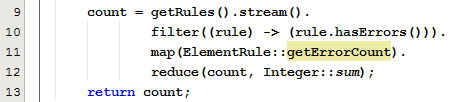 9 count = getRules().stream().
10 filter((rule) -> (rule.hasErrors())).
11 map(ElementRule::getErrorCount).
12 reduce(count, Integer::sum);
13 return count;